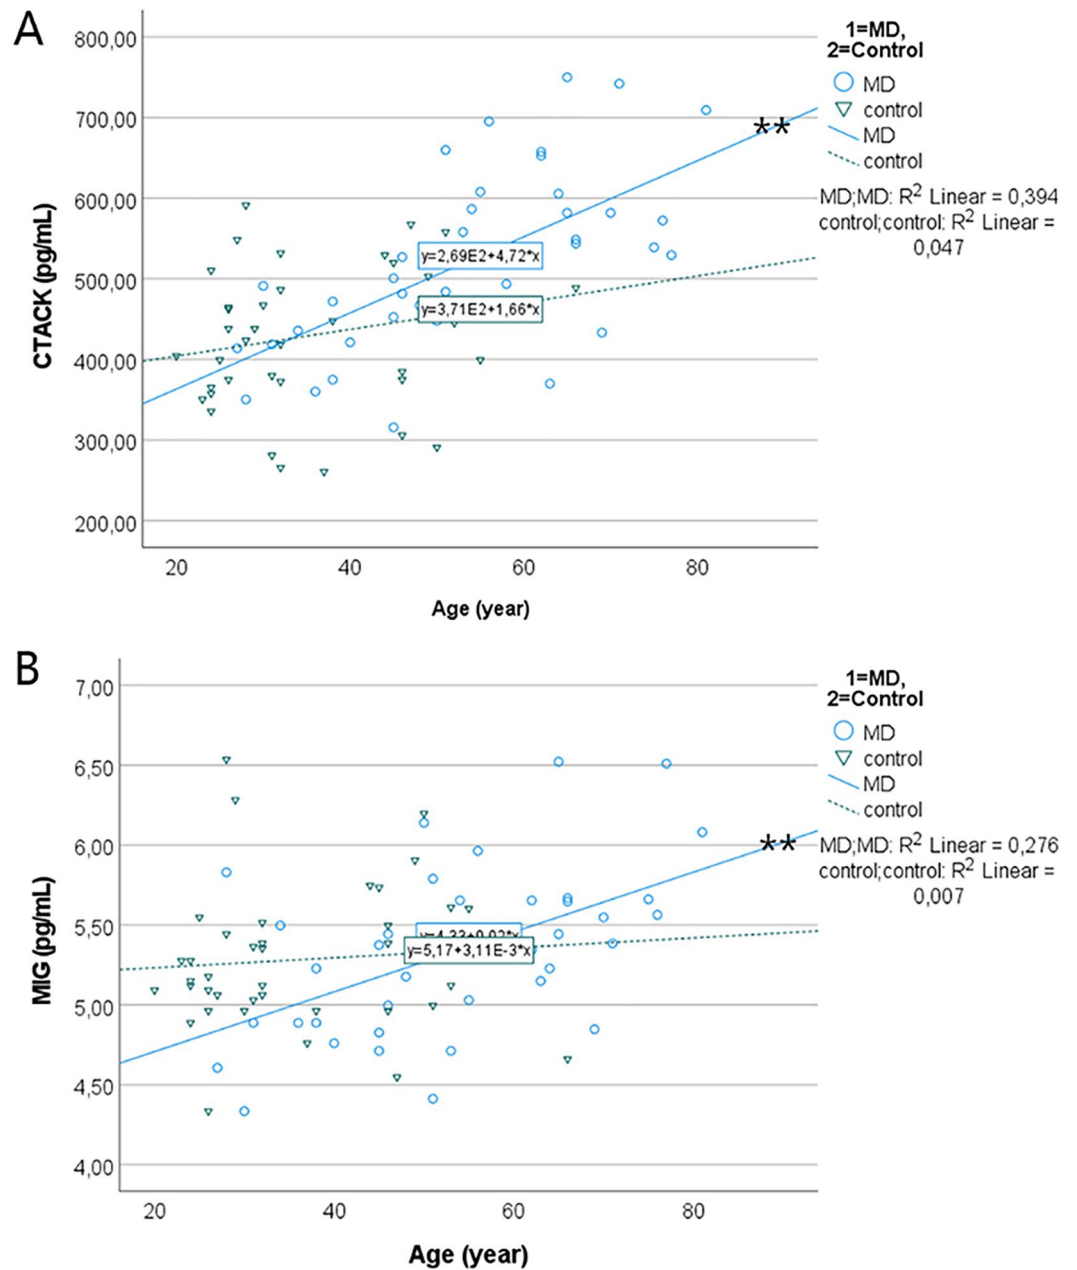 A
800,00
700,00
600,00
500,00
400,00
300,00
200,00
CTACK (pg/mL)
20 40 60 80
Age (year)
y=2,69E2+4,72*x
y=3,71E2+1,66*x
**
1=MD,
2=Control
MD
control
MD
control
MD;MD: R² Linear = 0,394
control;control: R² Linear =
0,047
B
7,00
6,50
6,00
5,50
5,00
4,50
4,00
MIG (pg/mL)
20 40 60 80
Age (year)
y=4,33+0,02*x
y=5,17+3,11E-3*x
**
1=MD,
2=Control
MD
control
MD
control
MD;MD: R² Linear = 0,276
control;control: R² Linear =
0,007